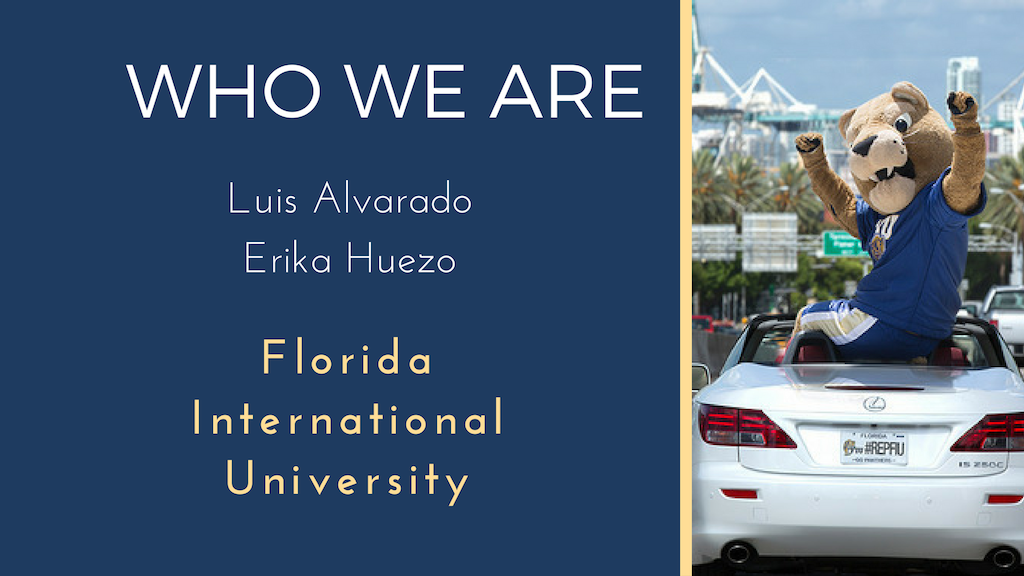 WHO WE ARE
Luis Alvarado
Erika Huezo
Florida
International
University
FLORIDA
#REPFIU
GO PANTHERS
IS 250C